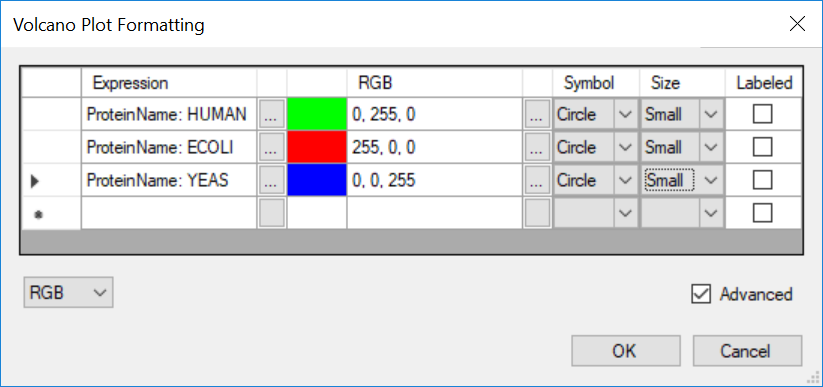 Volcano Plot Formatting
Expression RGB Symbol Size Labeled
ProteinName: HUMAN ... 0, 255, 0 ... Circle Small
ProteinName: ECOLI ... 255, 0, 0 ... Circle Small
ProteinName: YEAS ... 0, 0, 255 ... Circle Small
RGB Advanced
OK Cancel